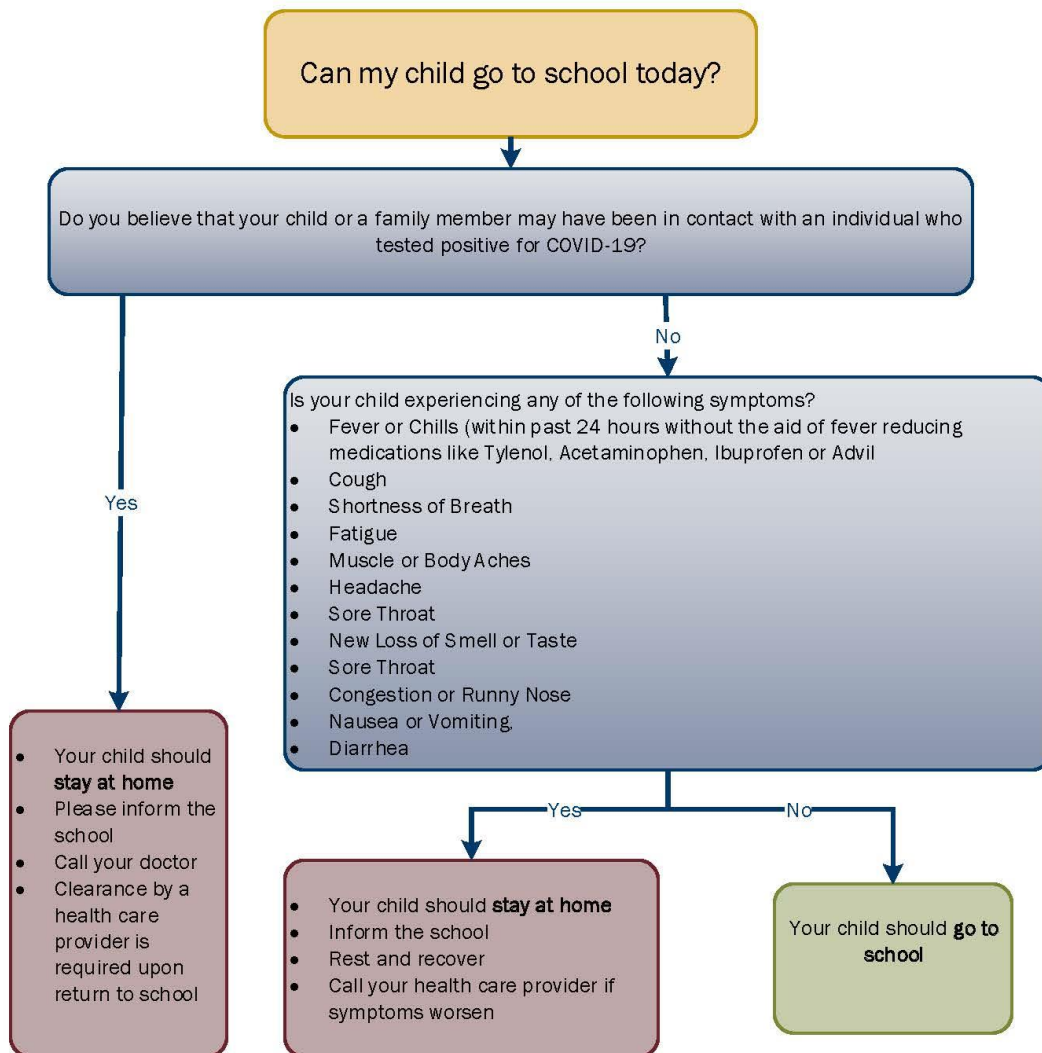 Can my child go to school today?
Do you believe that your child or a family member may have been in contact with an individual who
tested positive for COVID-19?
No
Is your child experiencing any of the following symptoms?
• Fever or Chills (within past 24 hours without the aid of fever reducing
medications like Tylenol, Acetaminophen, Ibuprofen or Advil
• Cough
• Shortness of Breath
• Fatigue
• Muscle or Body Aches
• Headache
• Sore Throat
• New Loss of Smell or Taste
• Sore Throat
• Congestion or Runny Nose
• Nausea or Vomiting,
• Diarrhea
Yes
• Your child should
stay at home
• Please inform the
school
• Call your doctor
• Clearance by a
health care
provider is
required upon
return to school
Yes
No
• Your child should stay at home
• Inform the school
• Rest and recover
• Call your health care provider if
symptoms worsen
Your child should go to
school